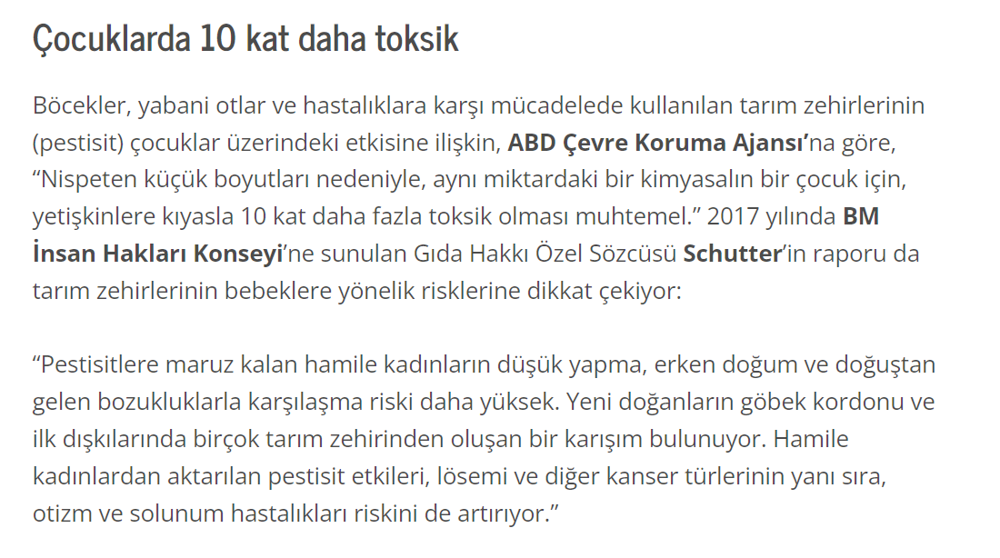 Çocuklarda 10 kat daha toksik
Böcekler, yabani otlar ve hastalıklara karşı mücadelede kullanılan tarım zehirlerinin
(pestisit) çocuklar üzerindeki etkisine ilişkin, ABD Çevre Koruma Ajansı’na göre,
“Nispeten küçük boyutları nedeniyle, aynı miktardaki bir kimyasalın bir çocuk için,
yetişkinlere kıyasla 10 kat daha fazla toksik olması muhtemel.” 2017 yılında BM
İnsan Hakları Konseyi’ne sunulan Gıda Hakkı Özel Sözcüsü Schutter’in raporu da
tarım zehirlerinin bebeklere yönelik risklerine dikkat çekiyor:
“Pestisitlere maruz kalan hamile kadınların düşük yapma, erken doğum ve doğuştan
gelen bozukluklarla karşılaşma riski daha yüksek. Yeni doğanların göbek kordonu ve
ilk dışkılarında birçok tarım zehirinden oluşan bir karışım bulunuyor. Hamile
kadınlardan aktarılan pestisit etkileri, lösemi ve diğer kanser türlerinin yanı sıra,
otizm ve solunum hastalıkları riskini de artırıyor.”